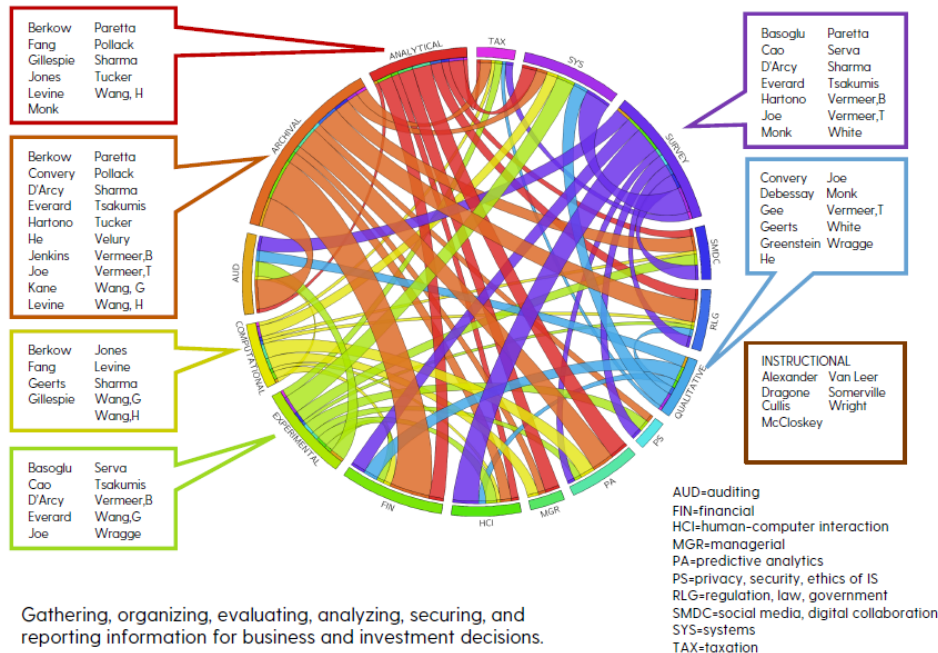 Berkow Paretta
Fang Pollack
Gillespie Sharma
Jones Tucker
Levine Wang, H
Monk
Berkow Paretta
Convery Pollack
D'Arcy Sharma
Everard Tsakumis
Hartono Tucker
He Velury
Jenkins Vermeer,B
Joe Vermeer,T
Kane Wang, G
Levine Wang, H
Berkow Jones
Fang Levine
Geerts Sharma
Gillespie Wang,G
Wang,H
Basoglu Serva
Cao Tsakumis
D'Arcy Vermeer,B
Everard Wang,G
Joe Wragge
ANALYTICAL
TAX
SYS
SURVEY
SMDC
RLG
QUALITATIVE
PS
PA
MGR
HCI
FIN
EXPERIMENTAL
COMPUTATIONAL
AUD
ARCHIVAL
Basoglu Paretta
Cao Serva
D'Arcy Sharma
Everard Tsakumis
Hartono Vermeer,B
Joe Vermeer,T
Monk White
Convery Joe
Debessay Monk
Gee Vermeer,T
Geerts White
Greenstein Wragge
He
INSTRUCTIONAL
Alexander Van Leer
Dragone Somerville
Cullis Wright
McCloskey
AUD=auditing
FIN=financial
HCI=human-computer interaction
MGR=managerial
PA=predictive analytics
PS=privacy, security, ethics of IS
RLG=regulation, law, government
SMDC=social media, digital collaboration
SYS=systems
TAX=taxation
Gathering, organizing, evaluating, analyzing, securing, and
reporting information for business and investment decisions.